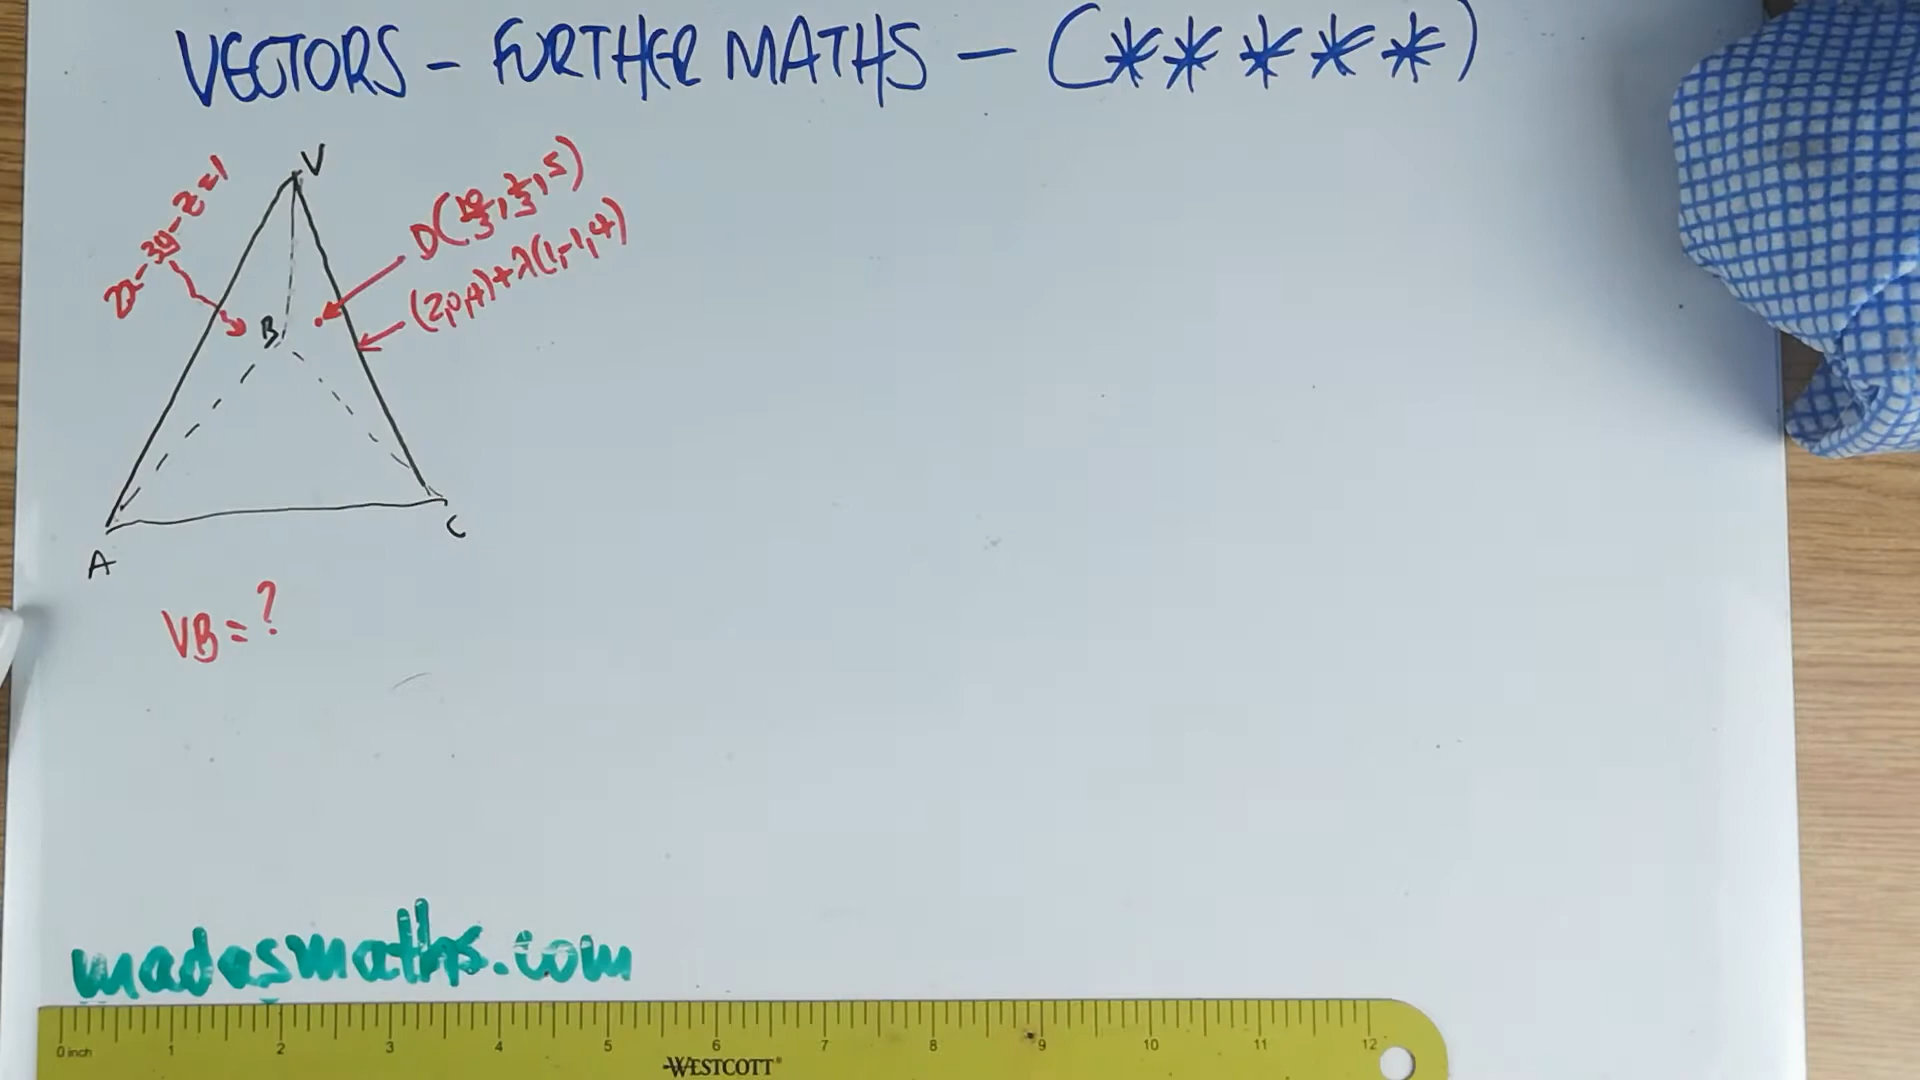 VECTORS - FURTHER MATHS - (*****)
V
2x-3y-z=1
D(10/3, 2/3, 5)
(2,0,4)+λ(1,-1,4)
B
A
C
VB=?
madasmaths.com
0 inch 1 2 3 4 5 6 7 8 9 10 11 12
WESTCOTT